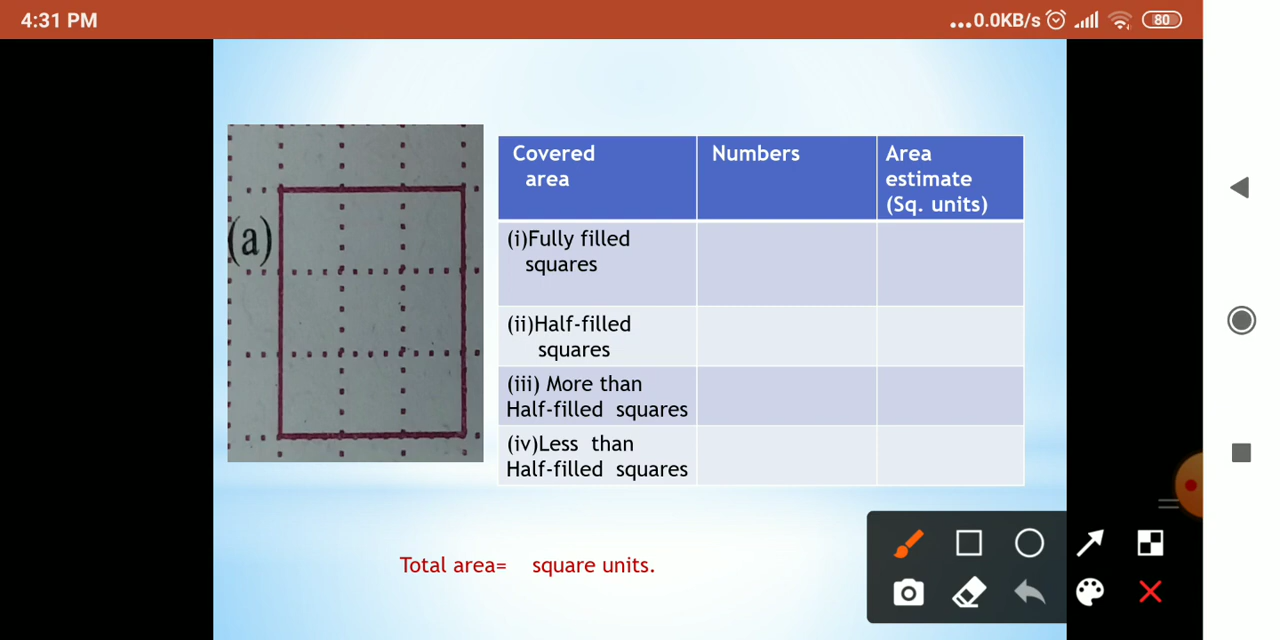 4:31 PM
...0.0KB/s
80
(a)
Covered
area
Numbers
Area
estimate
(Sq. units)
(i)Fully filled
squares
(ii)Half-filled
squares
(iii) More than
Half-filled squares
(iv)Less than
Half-filled squares
Total area= square units.